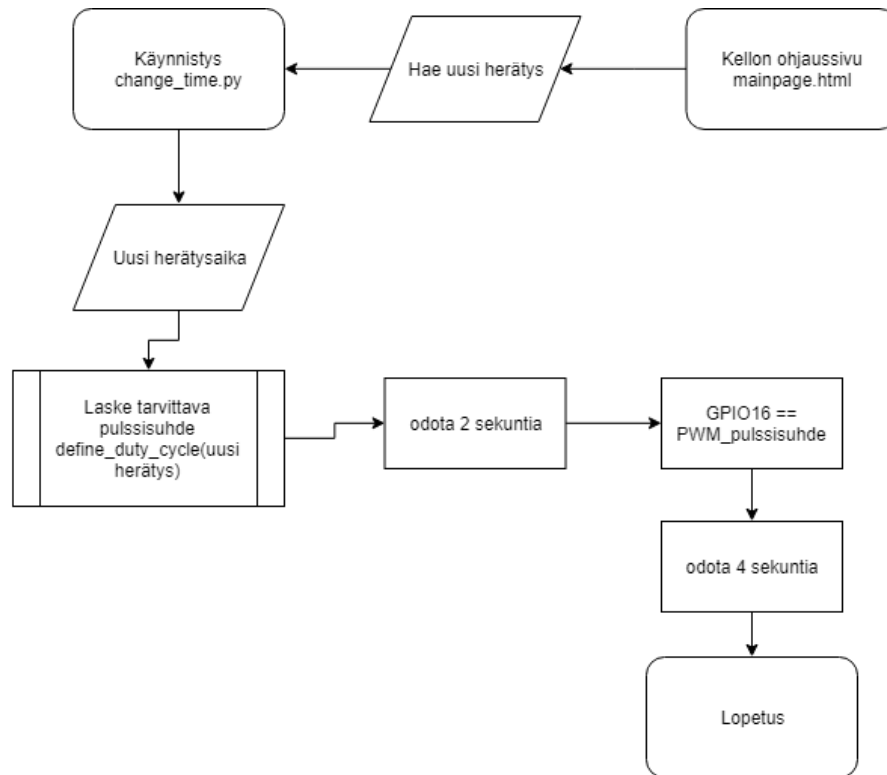 Käynnistys
change_time.py
Hae uusi herätys
Kellon ohjaussivu
mainpage.html
Uusi herätysaika
Laske tarvittava
pulssisuhde
define_duty_cycle(uusi
herätys)
odota 2 sekuntia
GPIO16 ==
PWM_pulssisuhde
odota 4 sekuntia
Lopetus